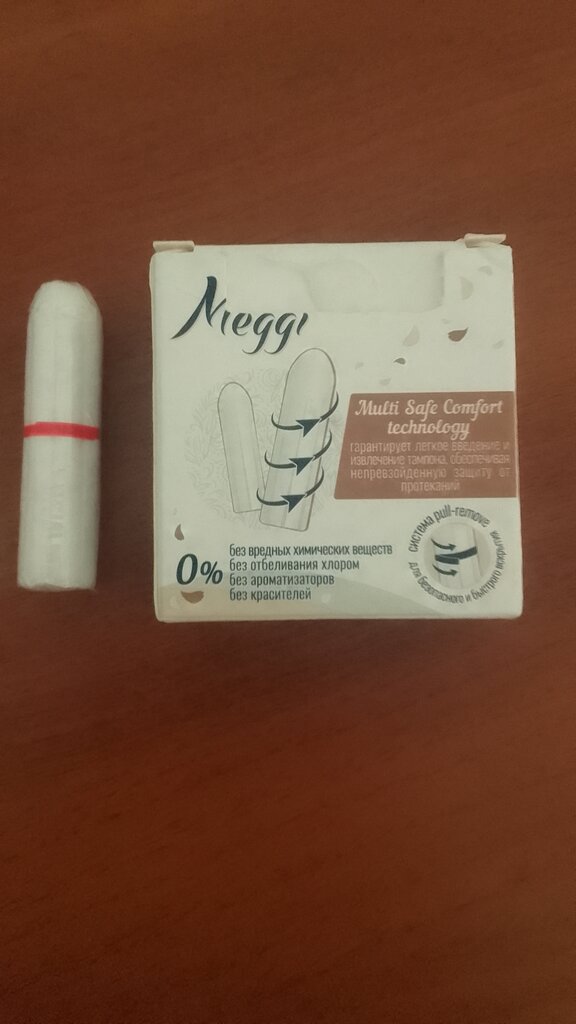 Meggi
Multi Safe Comfort
technology
гарантирует легкое введение и
извлечение тампона, обеспечивая
непревзойденную защиту от
протеканий
0%
без вредных химических веществ
без отбеливания хлором
без ароматизаторов
без красителей
система pull-remove
для безопасного и быстрого вскрытия